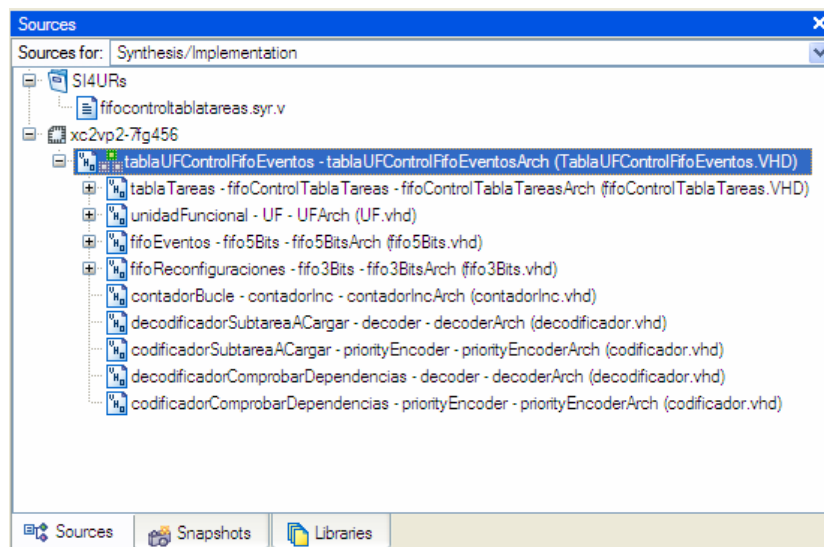 Sources
Sources for: Synthesis/Implementation
SI4URs
fifocontroltablatareas.syr.v
xc2vp2-7fg456
tablaUFControlFifoEventos - tablaUFControlFifoEventosArch (TablaUFControlFifoEventos.VHD)
tablaTareas - fifoControlTablaTareas - fifoControlTablaTareasArch (fifoControlTablaTareas.VHD)
unidadFuncional - UF - UFArch (UF.vhd)
fifoEventos - fifo5Bits - fifo5BitsArch (fifo5Bits.vhd)
fifoReconfiguraciones - fifo3Bits - fifo3BitsArch (fifo3Bits.vhd)
contadorBucle - contadorInc - contadorIncArch (contadorInc.vhd)
decodificadorSubtareaACargar - decoder - decoderArch (decodificador.vhd)
codificadorSubtareaACargar - priorityEncoder - priorityEncoderArch (codificador.vhd)
decodificadorComprobarDependencias - decoder - decoderArch (decodificador.vhd)
codificadorComprobarDependencias - priorityEncoder - priorityEncoderArch (codificador.vhd)
Sources Snapshots Libraries